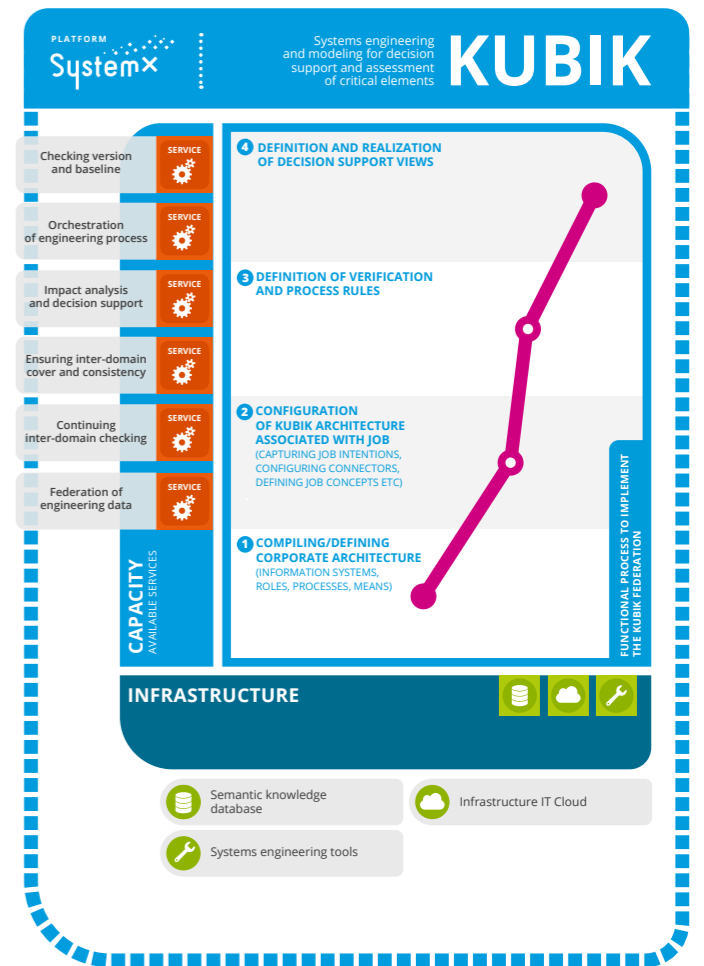 PLATFORM
Systemx
Systems engineering
and modeling for decision
support and assessment
of critical elements
KUBIK
Checking version
and baseline
SERVICE
Orchestration
of engineering process
SERVICE
Impact analysis
and decision support
SERVICE
Ensuring inter-domain
cover and consistency
SERVICE
Continuing
inter-domain checking
SERVICE
Federation of
engineering data
SERVICE
CAPACITY
AVAILABLE SERVICES
4 DEFINITION AND REALIZATION
OF DECISION SUPPORT VIEWS
3 DEFINITION OF VERIFICATION
AND PROCESS RULES
2 CONFIGURATION
OF KUBIK ARCHITECTURE
ASSOCIATED WITH JOB
(CAPTURING JOB INTENTIONS,
CONFIGURING CONNECTORS,
DEFINING JOB CONCEPTS ETC)
1 COMPILING/DEFINING
CORPORATE ARCHITECTURE
(INFORMATION SYSTEMS,
ROLES, PROCESSES, MEANS)
FUNCTIONAL PROCESS TO IMPLEMENT
THE KUBIK FEDERATION
INFRASTRUCTURE
Semantic knowledge
database
Infrastructure IT Cloud
Systems engineering tools